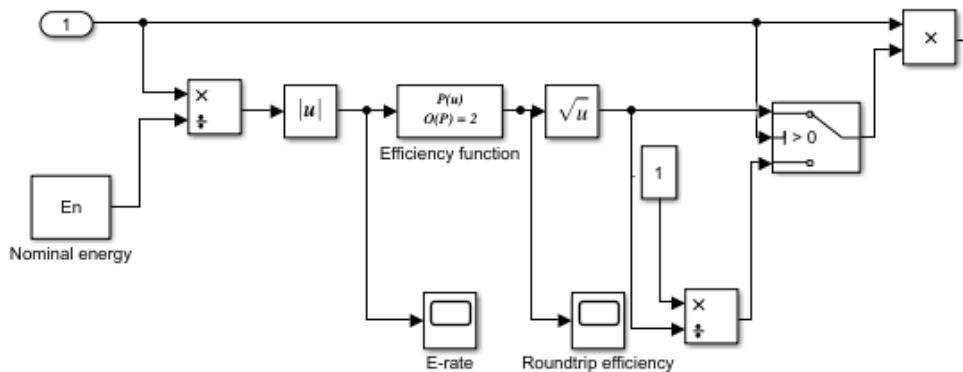 1
×
×
÷
|u|
P(u)
O(P) = 2
√u
> 0
Efficiency function
1
En
Nominal energy
×
÷
E-rate
Roundtrip efficiency